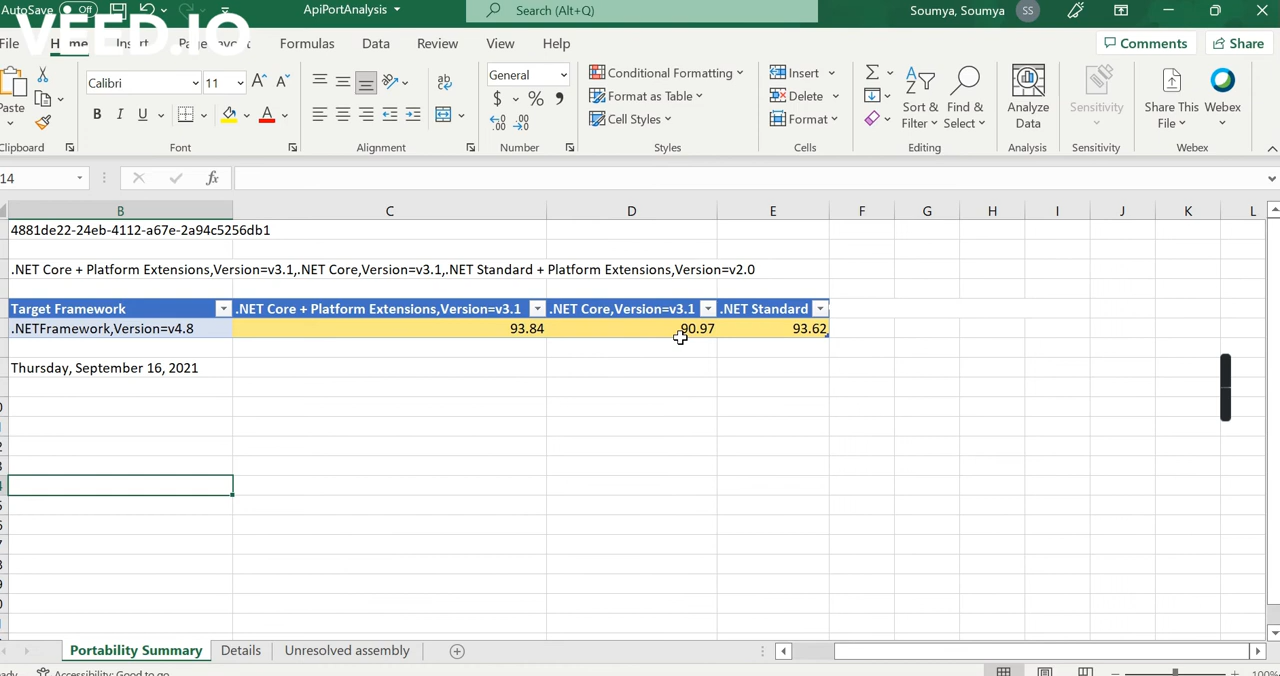 AutoSave Off ApiPortAnalysis Search (Alt+Q) Soumya, Soumya SS
VEED.IO
File Home Insert Page Layout Formulas Data Review View Help Comments Share
Paste Calibri 11 General Conditional Formatting Insert Sort & Find & Analyze Sensitivity Share This Webex
B I U Format as Table Delete Filter Select Data File
Cell Styles Format
Clipboard Font Alignment Number Styles Cells Editing Analysis Sensitivity Webex
14 fx
B C D E F G H I J K L
4881de22-24eb-4112-a67e-2a94c5256db1
.NET Core + Platform Extensions,Version=v3.1,.NET Core,Version=v3.1,.NET Standard + Platform Extensions,Version=v2.0
Target Framework .NET Core + Platform Extensions,Version=v3.1 .NET Core,Version=v3.1 .NET Standard
.NETFramework,Version=v4.8 93.84 90.97 93.62
Thursday, September 16, 2021
Portability Summary Details Unresolved assembly
Accessibility: Good to go 100%